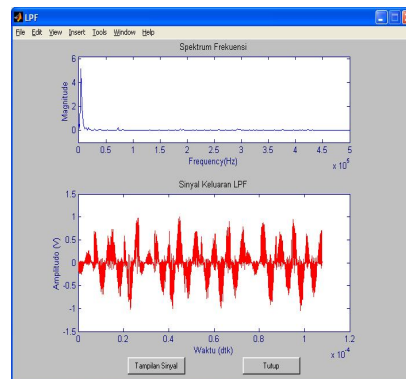 LPF
File Edit View Insert Tools Window Help
Spektrum Frekuensi
Magnitude
6
4
2
0
0 0.5 1 1.5 2 2.5 3 3.5 4 4.5 5
Frequency(Hz)
x 10
Sinyal Keluaran LPF
Amplitudo (V)
1.5
1
0.5
0
-0.5
-1
-1.5
0 0.2 0.4 0.6 0.8 1 1.2
Waktu (dtk)
x 10^-4
Tampilan Sinyal
Tutup